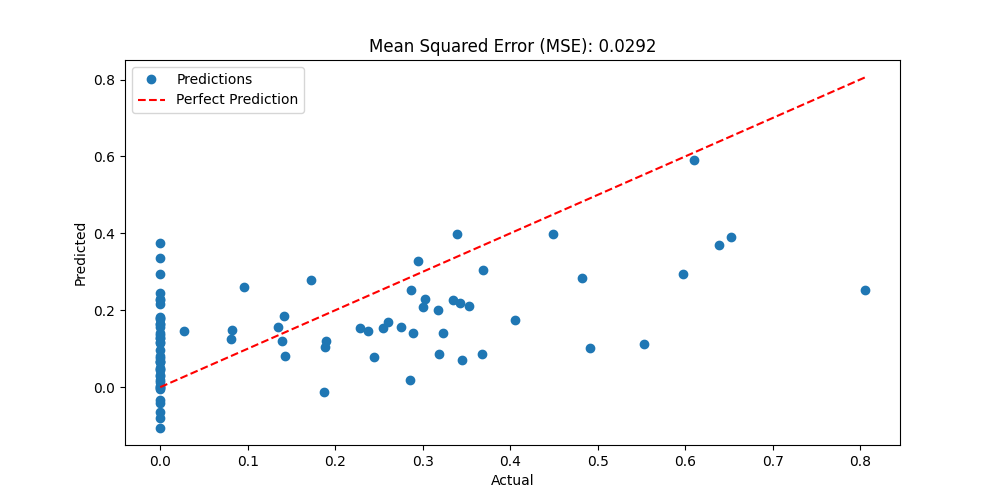 Mean Squared Error (MSE): 0.0292
Predictions
Perfect Prediction
0.8
0.6
0.4
0.2
0.0
Predicted
0.0 0.1 0.2 0.3 0.4 0.5 0.6 0.7 0.8
Actual